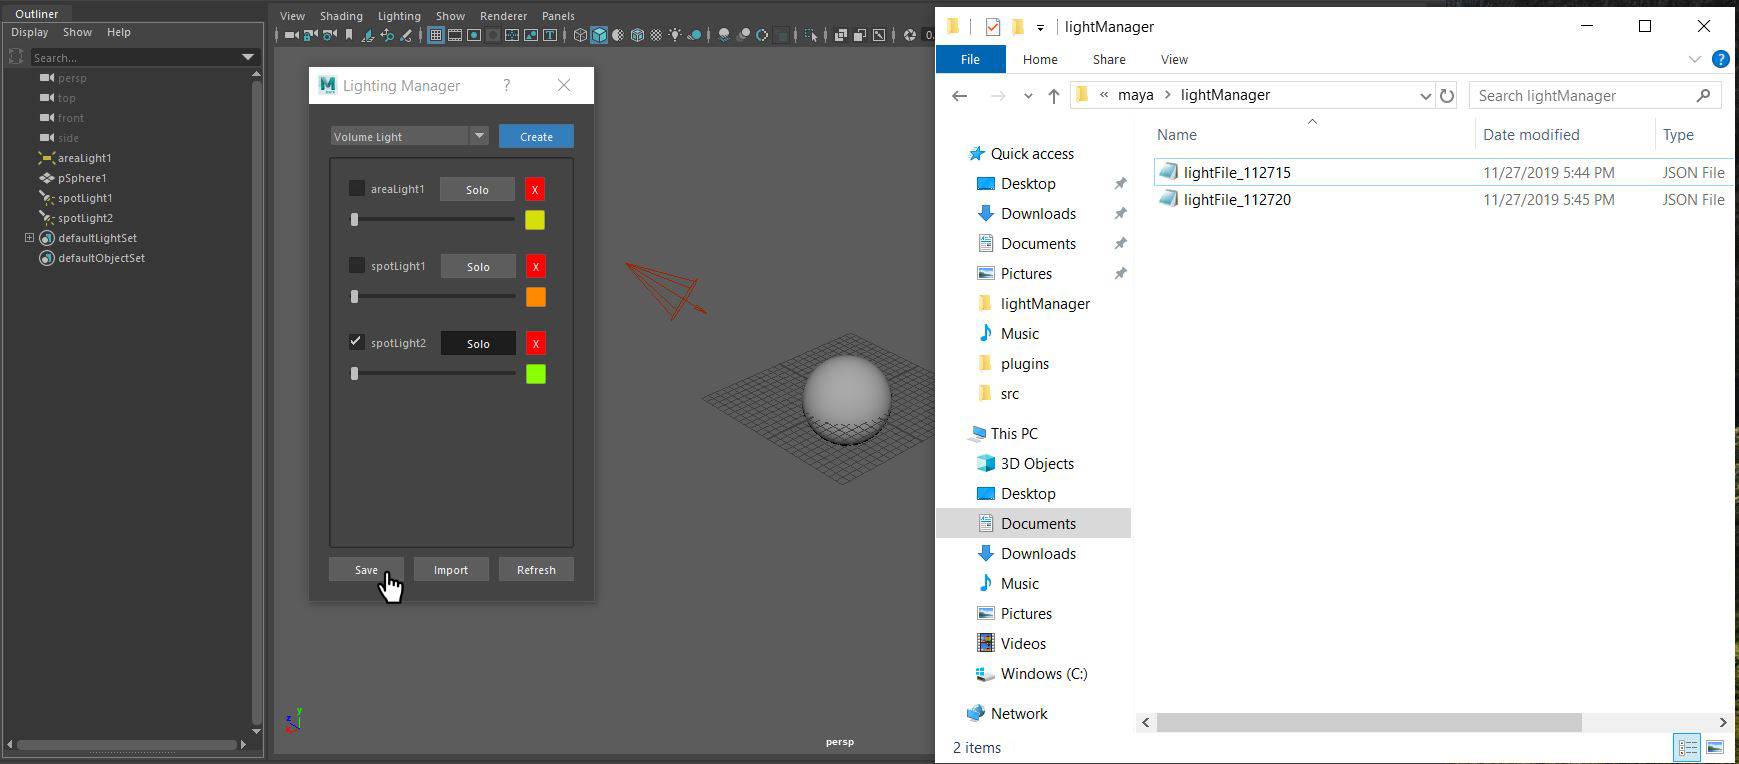 Outliner
Display Show Help
Search...
persp
top
front
side
areaLight1
pSphere1
spotLight1
spotLight2
defaultLightSet
defaultObjectSet
View Shading Lighting Show Renderer Panels
0.
M Lighting Manager ?
Volume Light Create
areaLight1 Solo X
spotLight1 Solo X
spotLight2 Solo X
Save Import Refresh
y
z
x
persp
lightManager
File Home Share View ?
« maya > lightManager
Search lightManager
Name Date modified Type
lightFile_112715 11/27/2019 5:44 PM JSON File
lightFile_112720 11/27/2019 5:45 PM JSON File
Quick access
Desktop
Downloads
Documents
Pictures
lightManager
Music
plugins
src
This PC
3D Objects
Desktop
Documents
Downloads
Music
Pictures
Videos
Windows (C:)
Network
2 items